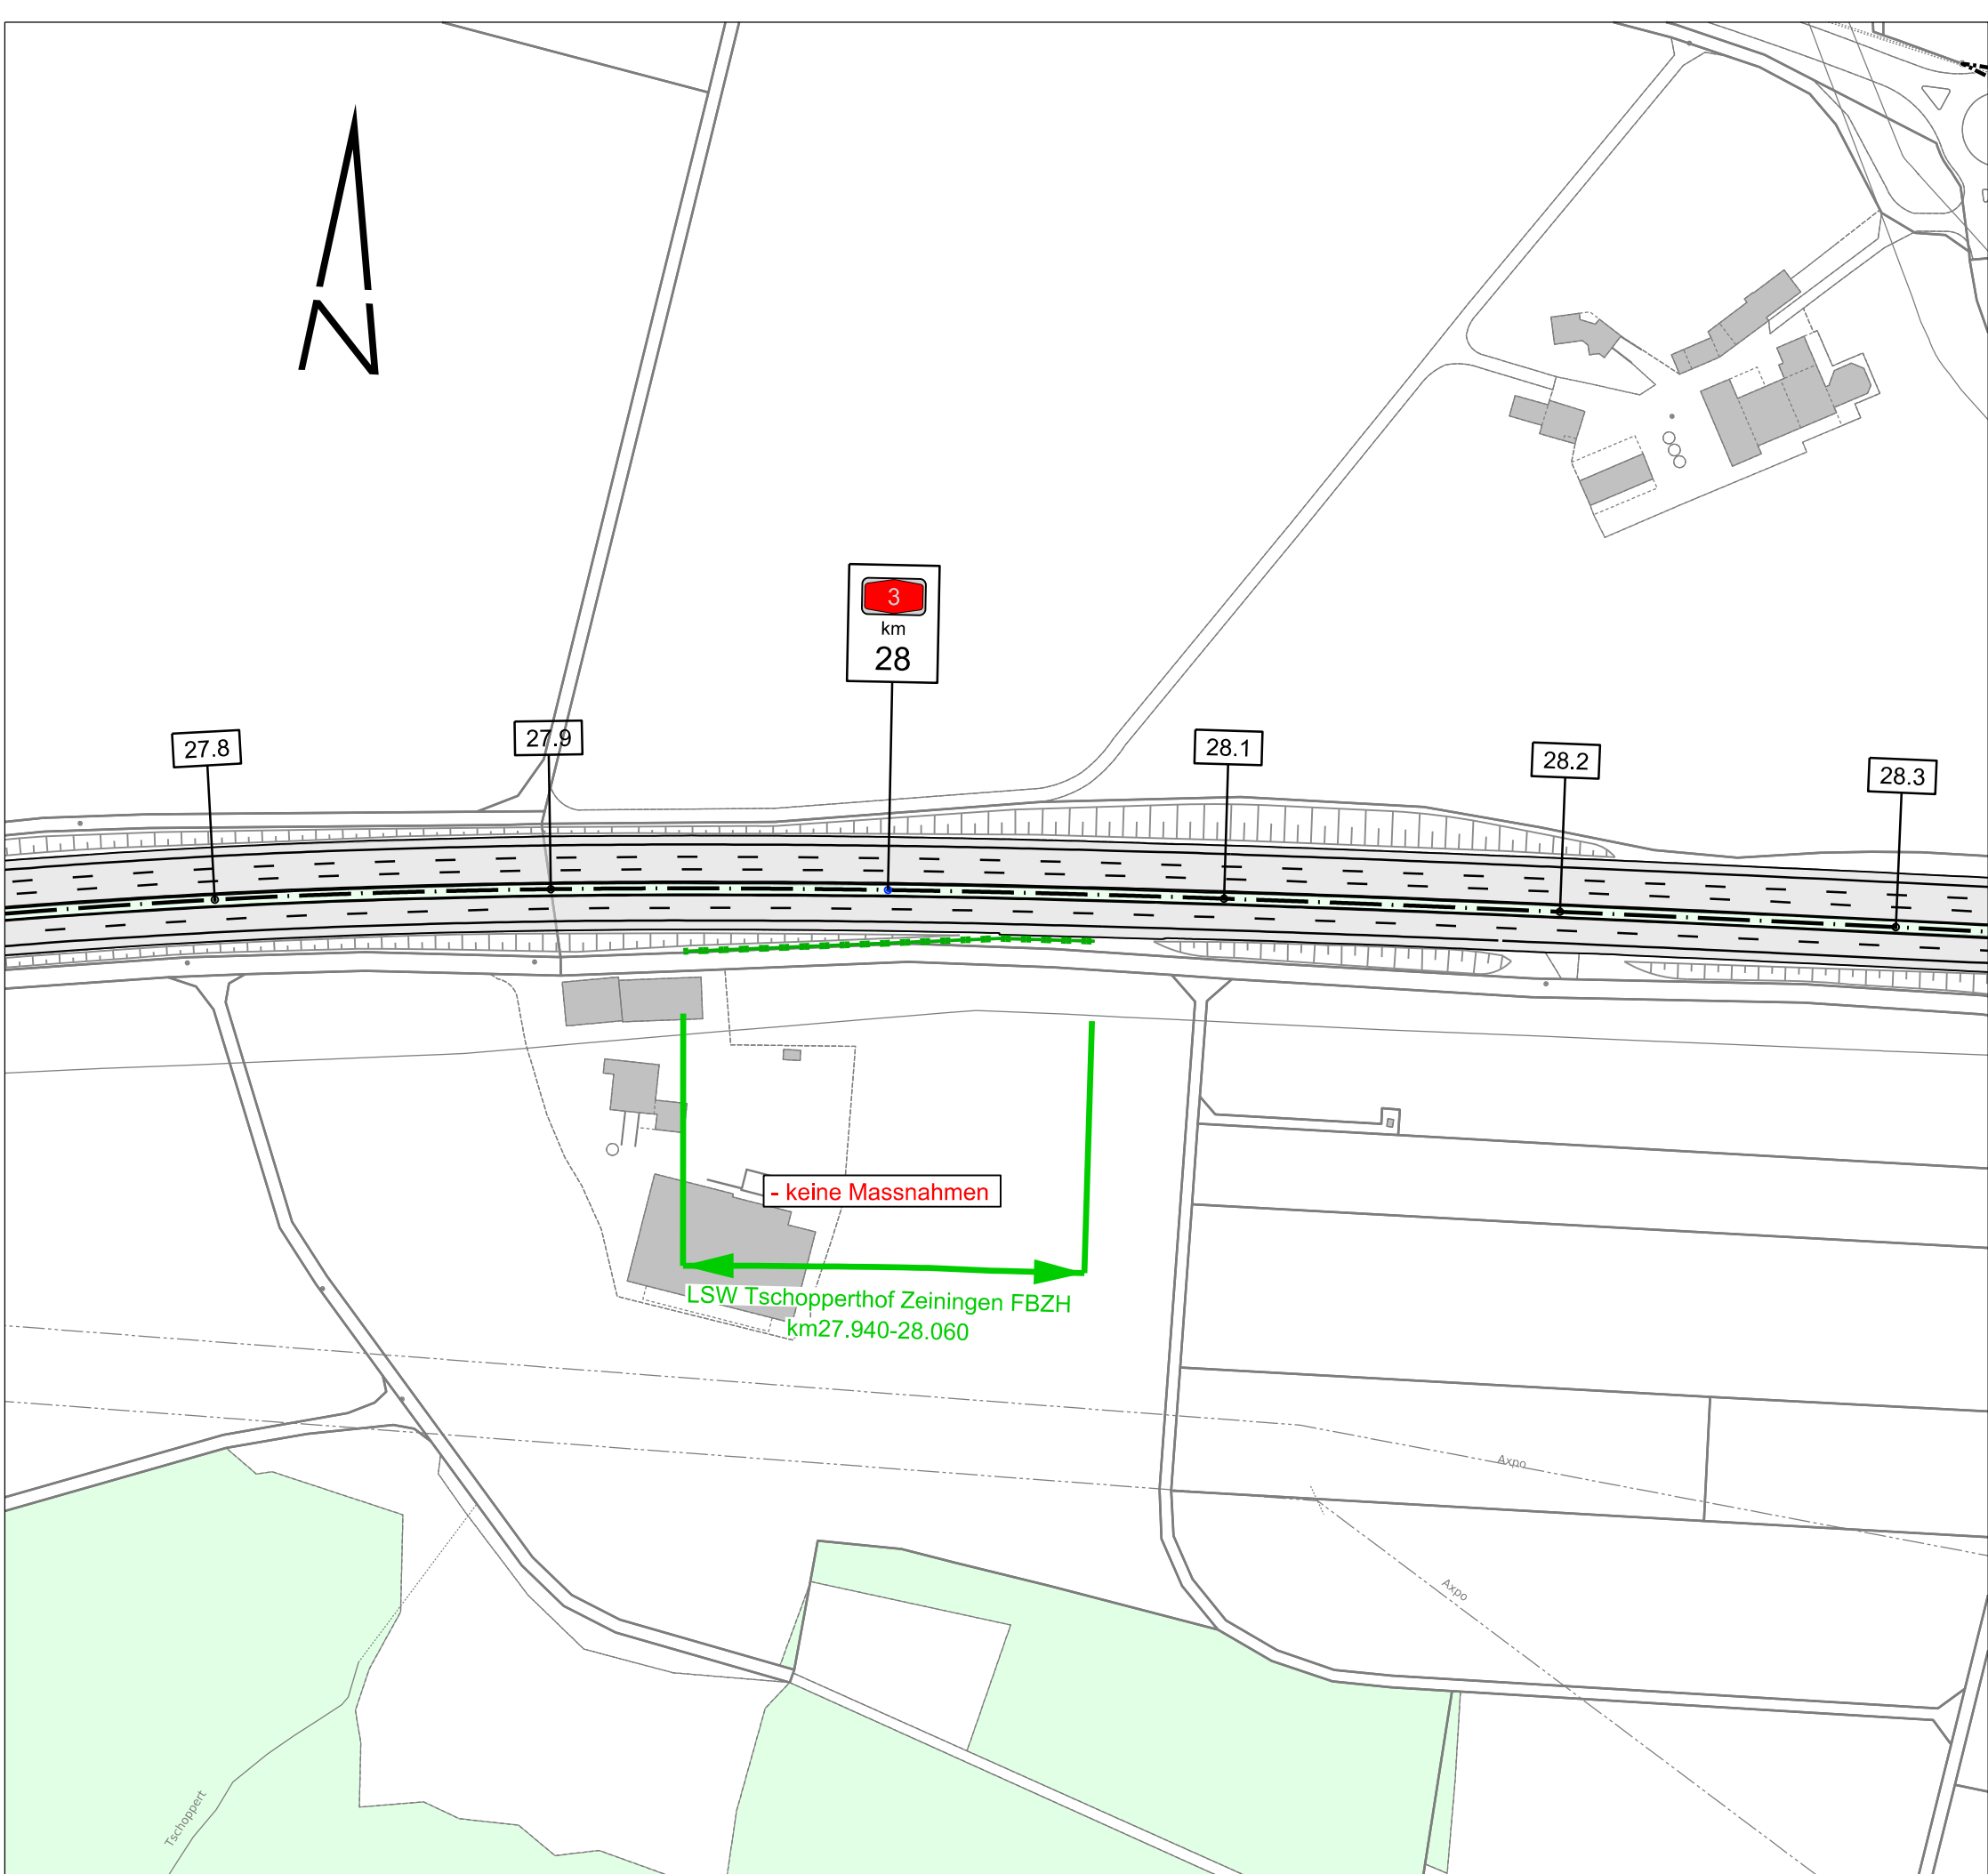 N
3
km
28
27.8
27.9
28.1
28.2
28.3
- keine Massnahmen
LSW Tschopperthof Zeiningen FBZH
km27.940-28.060
Axpo
Axpo
Tschoppert